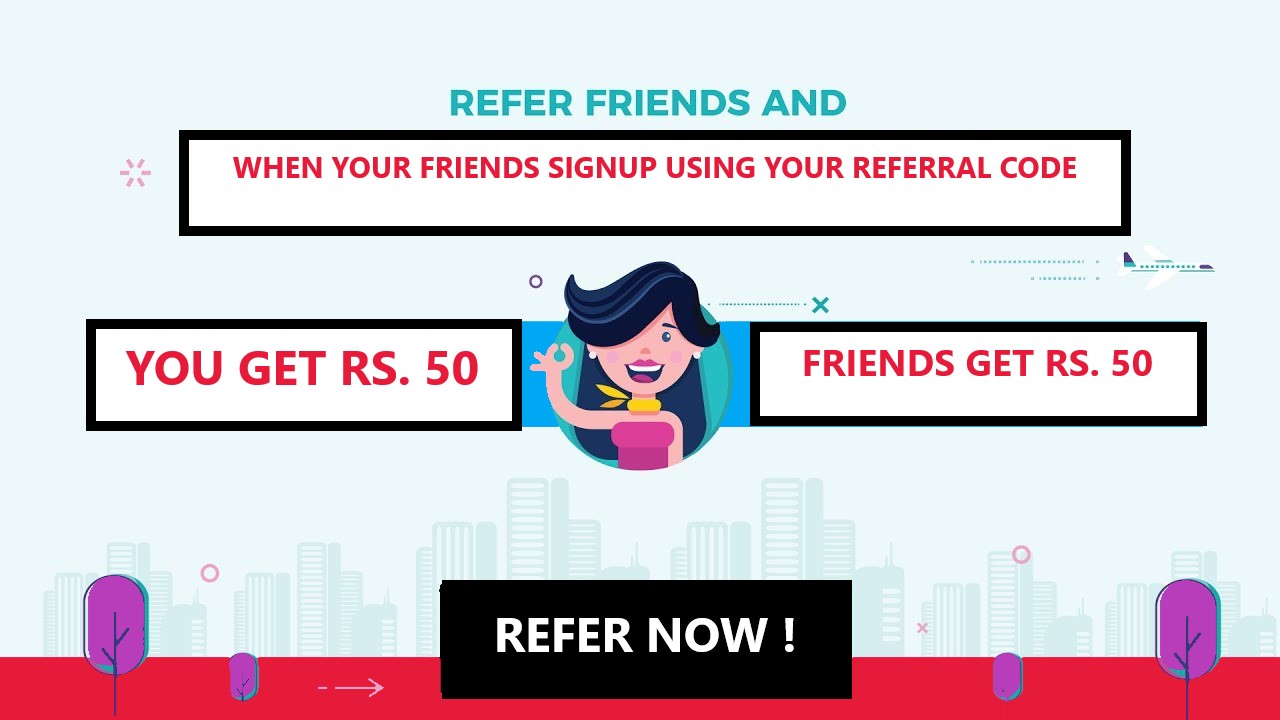 REFER FRIENDS AND
WHEN YOUR FRIENDS SIGNUP USING YOUR REFERRAL CODE
YOU GET RS. 50
FRIENDS GET RS. 50
REFER NOW !